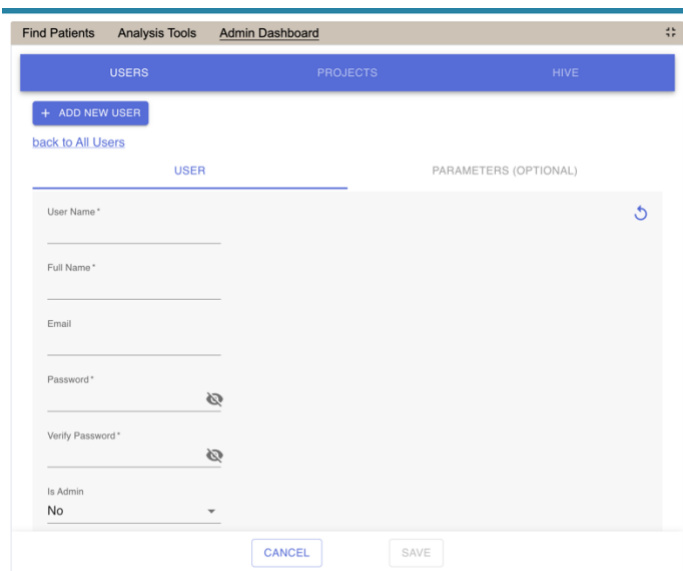 Find Patients Analysis Tools Admin Dashboard
USERS PROJECTS HIVE
+ ADD NEW USER
back to All Users
USER PARAMETERS (OPTIONAL)
User Name *
Full Name *
Email
Password *
Verify Password *
Is Admin
No
CANCEL SAVE